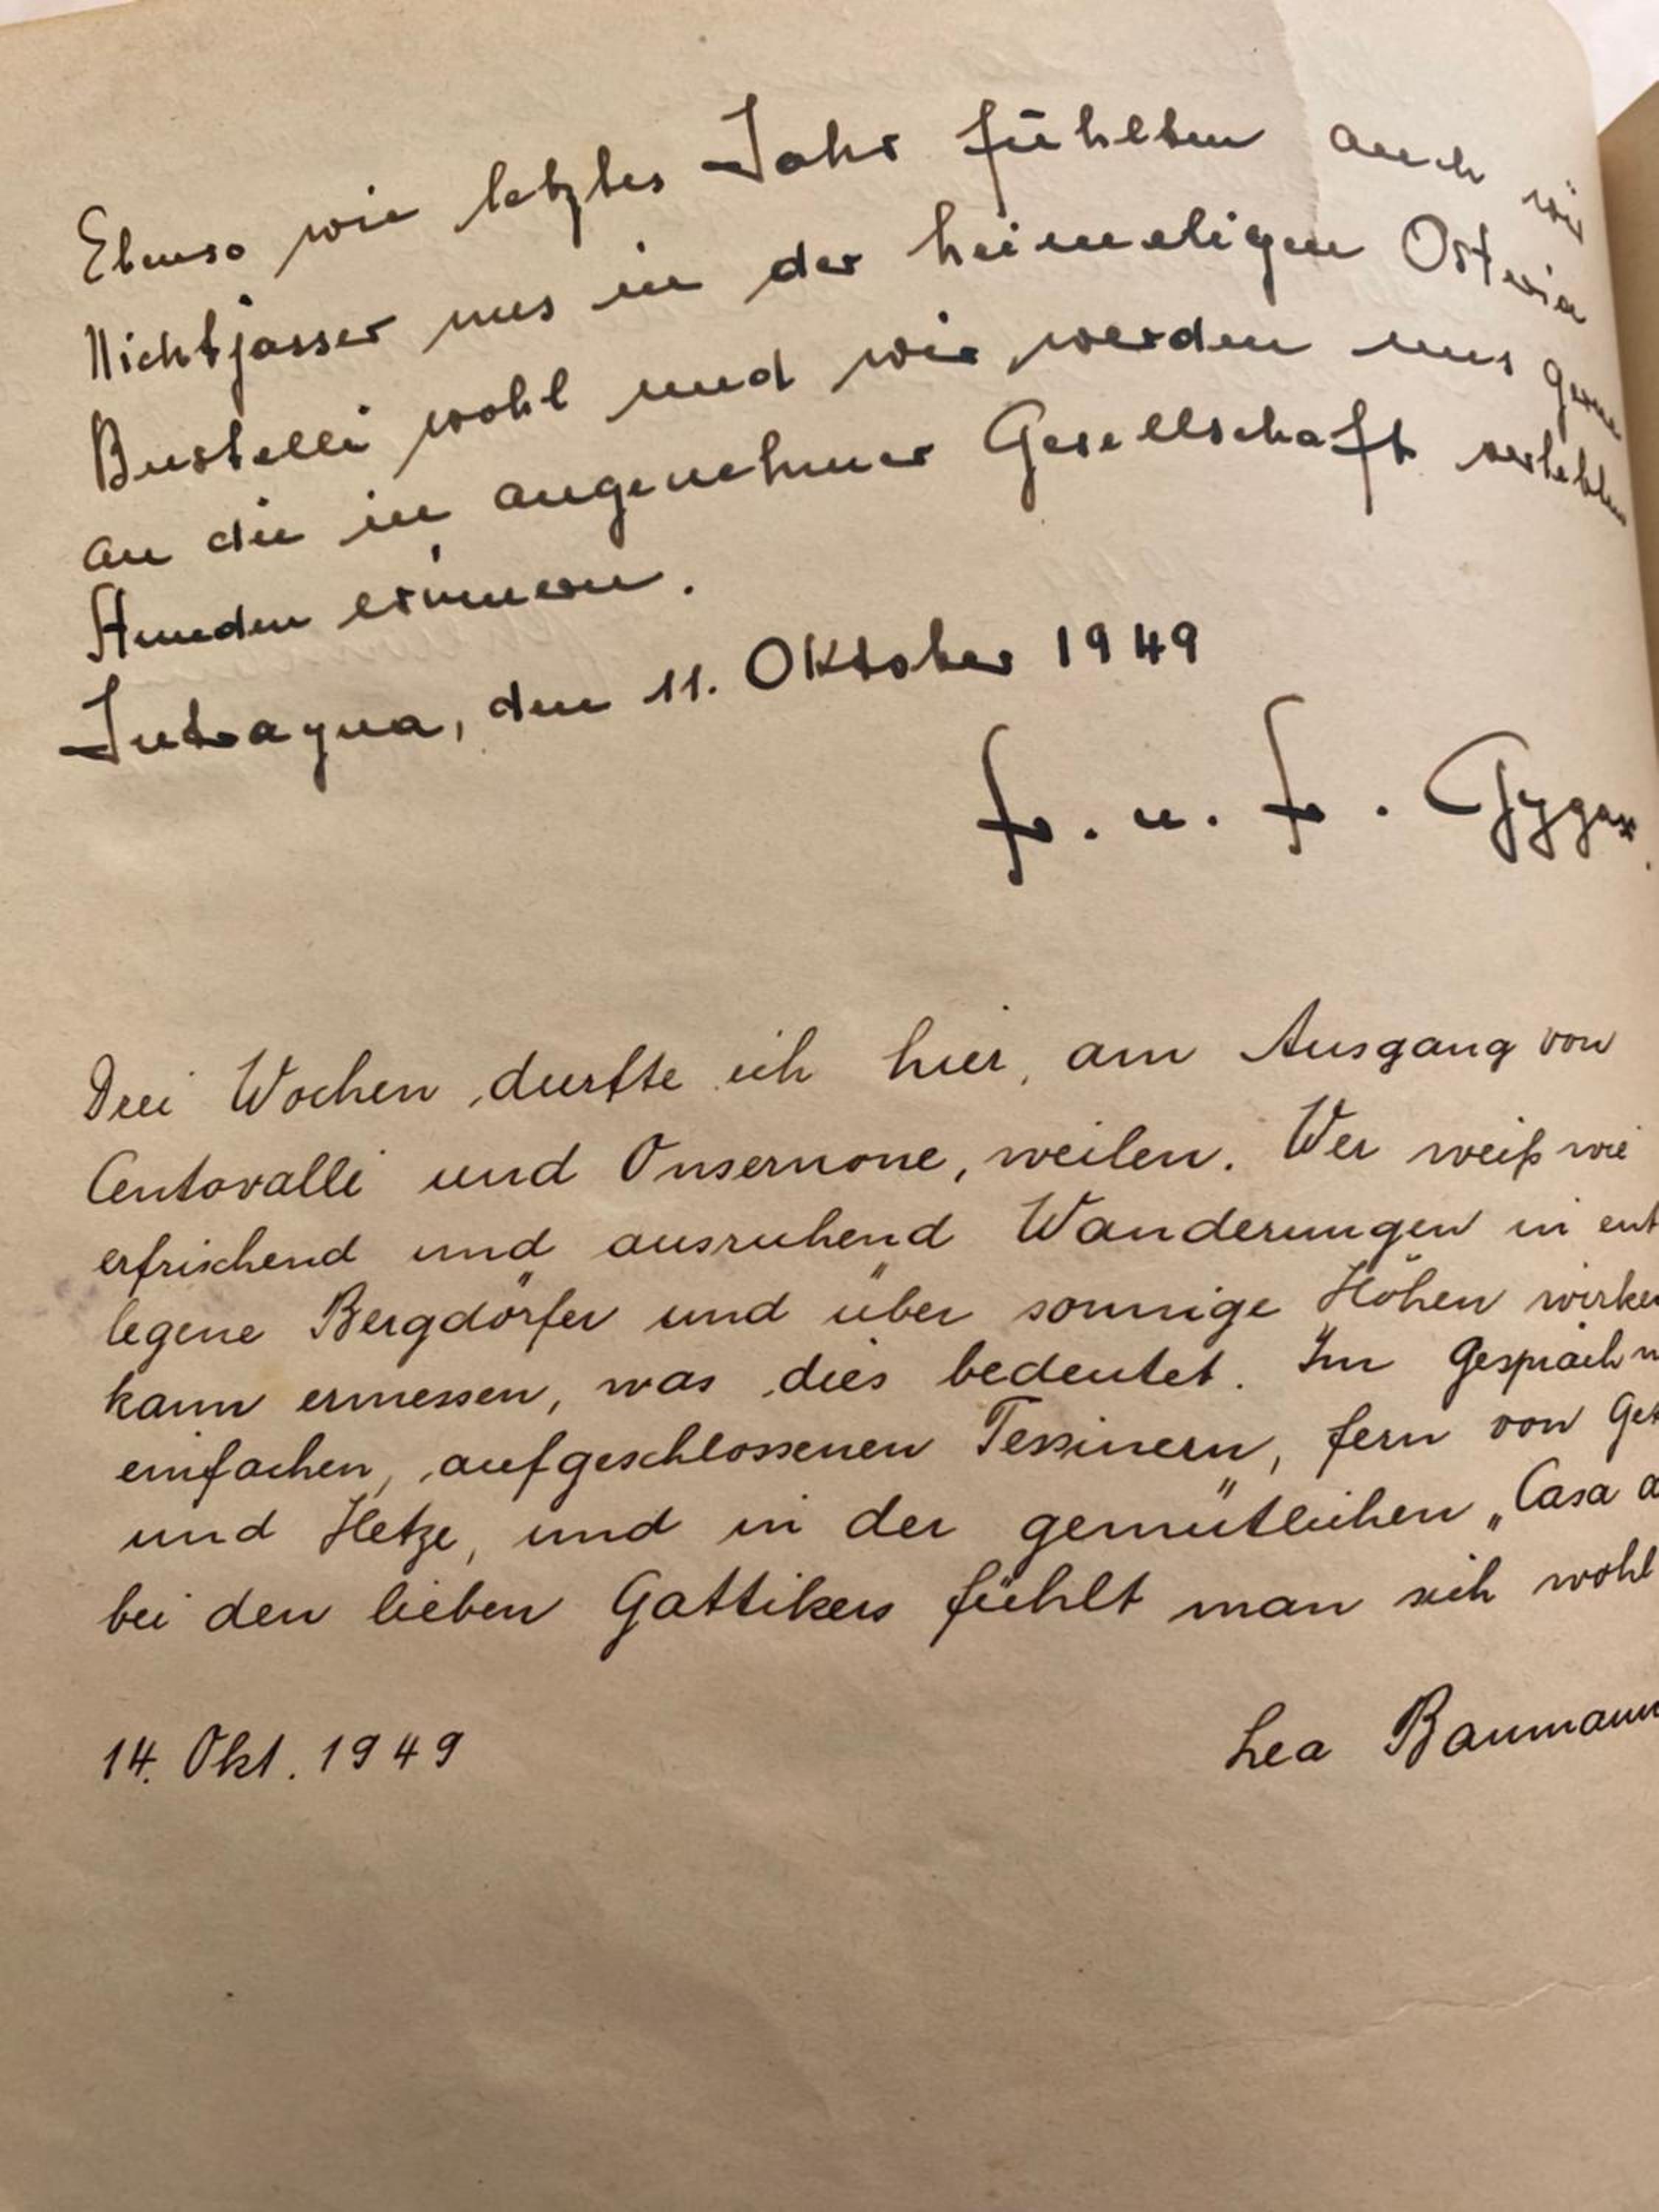 Ebenso wie letztes Jahr fühlten auch wir
Nichtjasser uns in der heimeligen Osteria
Bustelli wohl und wir werden uns gerne
an die in angenehmer Gesellschaft verlebten
Stunden erinnern.
Intragna, den 11. Oktober 1949
Fr. u. Fr. Gygax.
Drei Wochen durfte ich hier, am Ausgang von
Centovalli und Onsernone, weilen. Wer weiß wie
erfrischend und ausruhend Wanderungen in ent
legene Bergdörfer und über sonnige Höhen wirken
kann ermessen, was dies bedeutet. Im Gespräch
einfachen, aufgeschlossenen Tessinern, fern von
und Hetze, und in der gemütlichen „Casa
bei den lieben Gattikers fühlt man sich wohl
14. Okt. 1949
Lea Baumann